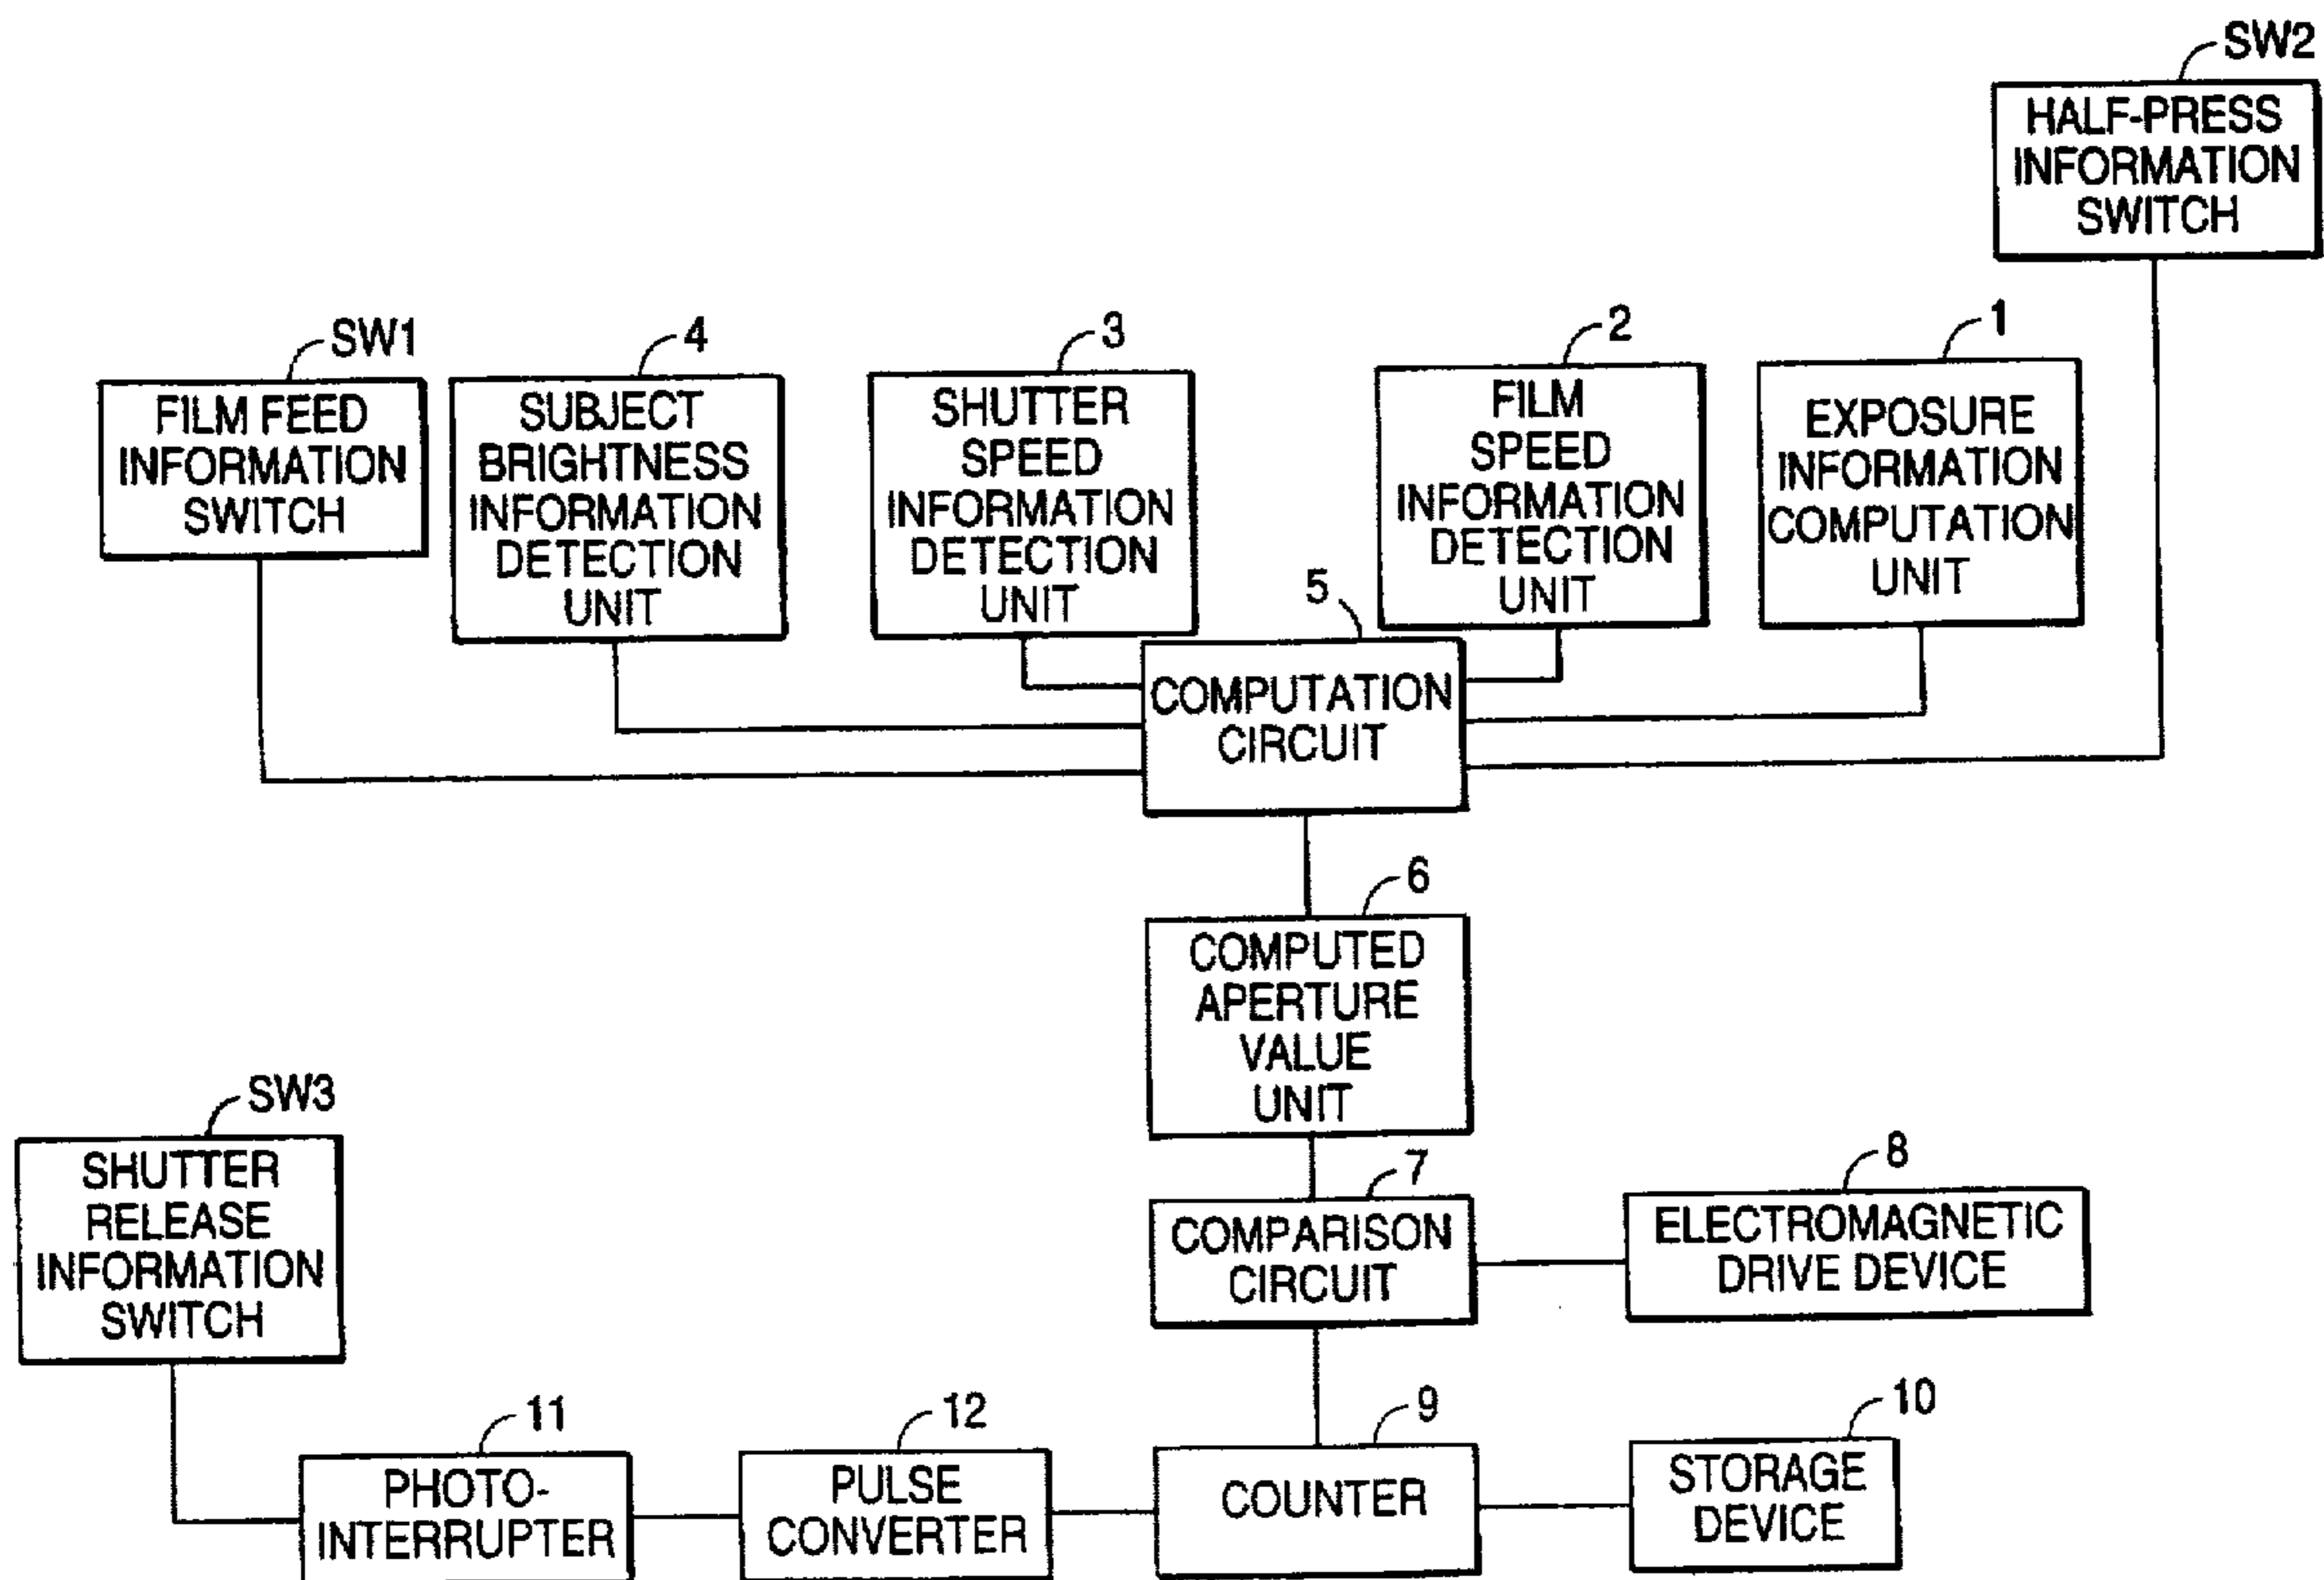 SW2
HALF-PRESS
INFORMATION
SWITCH
SW1
FILM FEED
INFORMATION
SWITCH
4
SUBJECT
BRIGHTNESS
INFORMATION
DETECTION
UNIT
3
SHUTTER
SPEED
INFORMATION
DETECTION
UNIT
2
FILM
SPEED
INFORMATION
DETECTION
UNIT
1
EXPOSURE
INFORMATION
COMPUTATION
UNIT
5
COMPUTATION
CIRCUIT
6
COMPUTED
APERTURE
VALUE
UNIT
SW3
SHUTTER
RELEASE
INFORMATION
SWITCH
7
COMPARISON
CIRCUIT
8
ELECTROMAGNETIC
DRIVE DEVICE
11
PHOTO-
INTERRUPTER
12
PULSE
CONVERTER
9
COUNTER
10
STORAGE
DEVICE